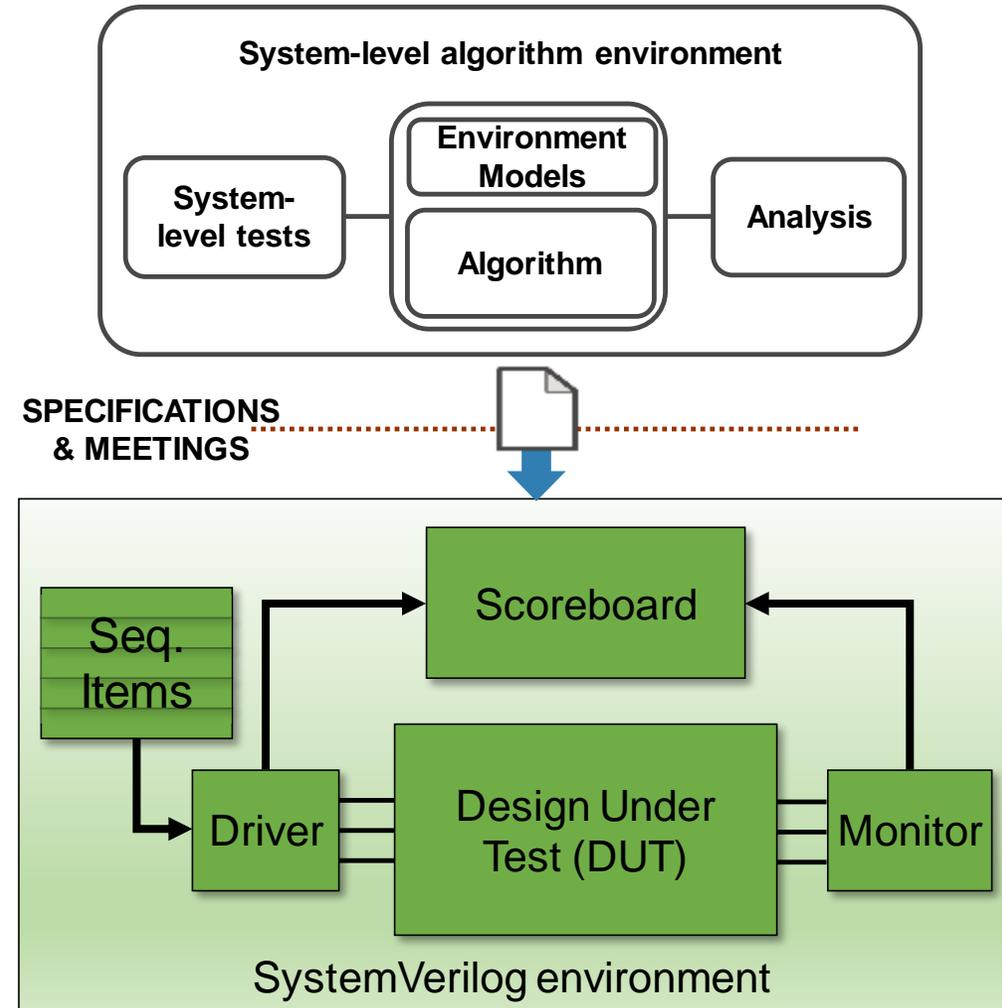 System-level algorithm environment
Environment
Models
System-
level tests
Algorithm
Analysis
SPECIFICATIONS
& MEETINGS
Scoreboard
Seq.
Items
Driver
Design Under
Test (DUT)
Monitor
SystemVerilog environment